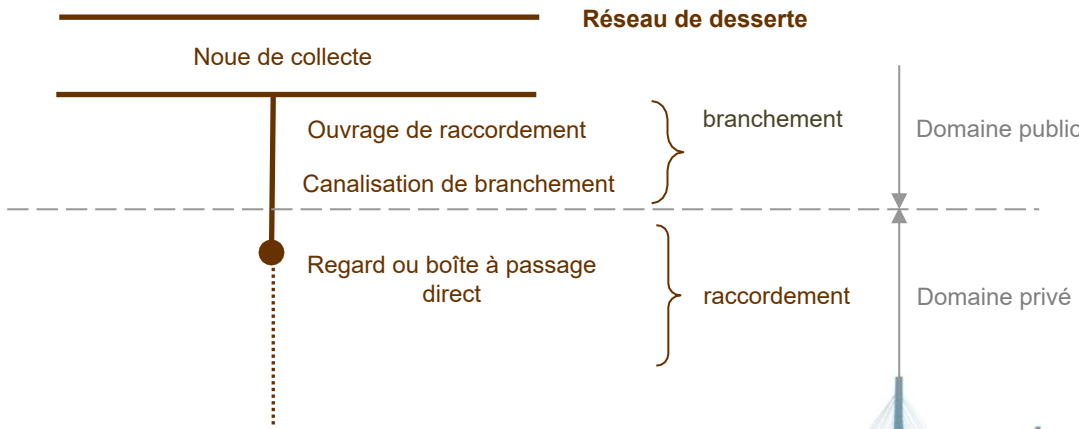 Réseau de desserte
Noue de collecte
Ouvrage de raccordement
branchement
Domaine public
Canalisation de branchement
Regard ou boîte à passage
direct
raccordement
Domaine privé